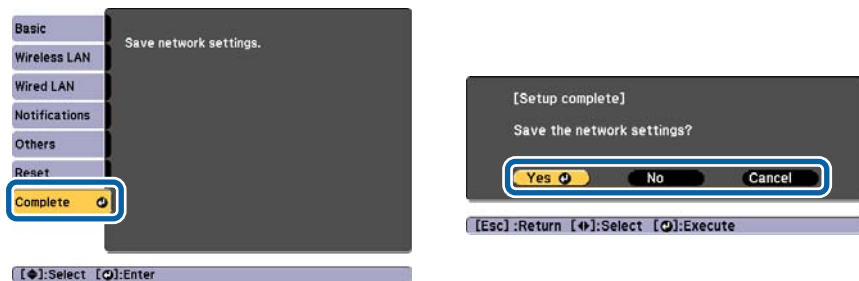 Basic
Wireless LAN
Wired LAN
Notifications
Others
Reset
Complete
Save network settings.
[◆]:Select [⏎]:Enter
[Setup complete]
Save the network settings?
Yes ⏎ No Cancel
[Esc] :Return [◀▶]:Select [⏎]:Execute